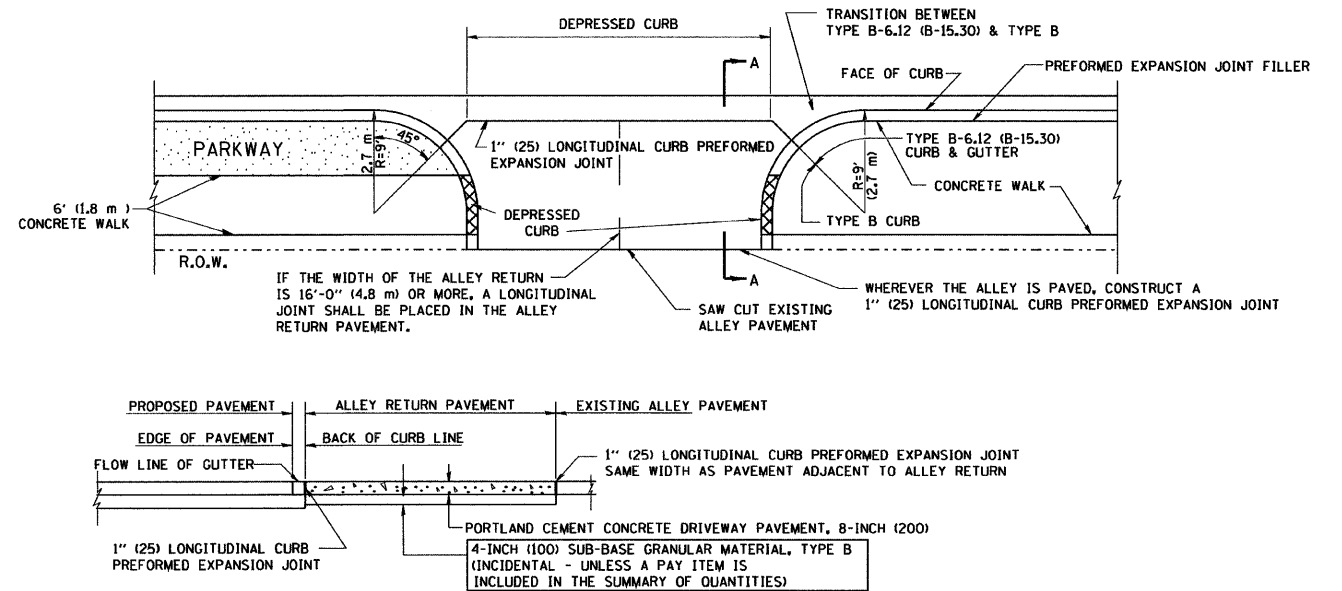 DEPRESSED CURB
TRANSITION BETWEEN
TYPE B-6.12 (B-15.30) & TYPE B
A
FACE OF CURB
PREFORMED EXPANSION JOINT FILLER
PARKWAY
2.7 m
R=9'
45°
1" (25) LONGITUDINAL CURB PREFORMED
EXPANSION JOINT
TYPE B-6.12 (B-15.30)
CURB & GUTTER
R=9'
(2.7 m)
CONCRETE WALK
6' (1.8 m )
CONCRETE WALK
DEPRESSED
CURB
TYPE B CURB
R.O.W.
IF THE WIDTH OF THE ALLEY RETURN
IS 16'-0" (4.8 m) OR MORE, A LONGITUDINAL
JOINT SHALL BE PLACED IN THE ALLEY
RETURN PAVEMENT.
A
SAW CUT EXISTING
ALLEY PAVEMENT
WHEREVER THE ALLEY IS PAVED, CONSTRUCT A
1" (25) LONGITUDINAL CURB PREFORMED EXPANSION JOINT
PROPOSED PAVEMENT
ALLEY RETURN PAVEMENT
EXISTING ALLEY PAVEMENT
EDGE OF PAVEMENT
BACK OF CURB LINE
FLOW LINE OF GUTTER
1" (25) LONGITUDINAL CURB PREFORMED EXPANSION JOINT
SAME WIDTH AS PAVEMENT ADJACENT TO ALLEY RETURN
PORTLAND CEMENT CONCRETE DRIVEWAY PAVEMENT, 8-INCH (200)
1" (25) LONGITUDINAL CURB
PREFORMED EXPANSION JOINT
4-INCH (100) SUB-BASE GRANULAR MATERIAL, TYPE B
(INCIDENTAL - UNLESS A PAY ITEM IS
INCLUDED IN THE SUMMARY OF QUANTITIES)